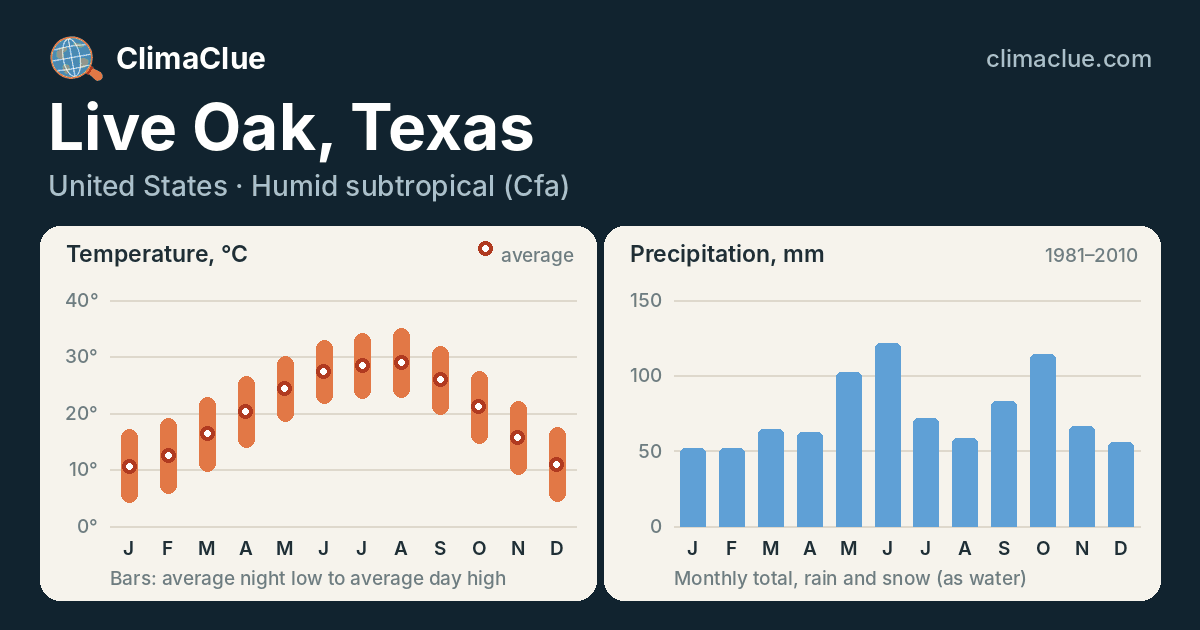 ClimaClue
climaclue.com
Live Oak, Texas
United States · Humid subtropical (Cfa)
Temperature, °C
average
40°
30°
20°
10°
0°
J F M A M J J A S O N D
Bars: average night low to average day high
Precipitation, mm
1981–2010
150
100
50
0
J F M A M J J A S O N D
Monthly total, rain and snow (as water)